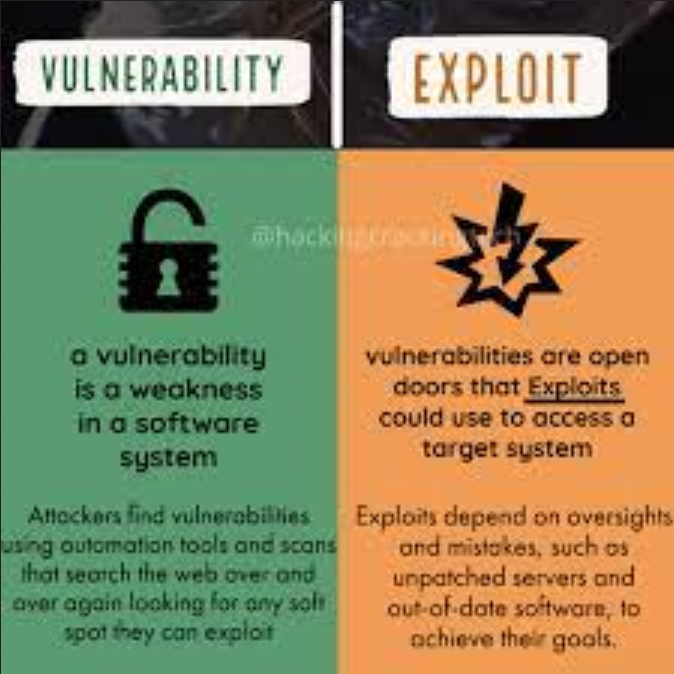 VULNERABILITY
a vulnerability
is a weakness
in a software
system
Attackers find vulnerabilities
using automation tools and scans
that search the web over and
over again looking for any soft
spot they can exploit
EXPLOIT
vulnerabilities are open
doors that Exploits
could use to access a
target system
Exploits depend on oversights
and mistakes, such as
unpatched servers and
out-of-date software, to
achieve their goals.